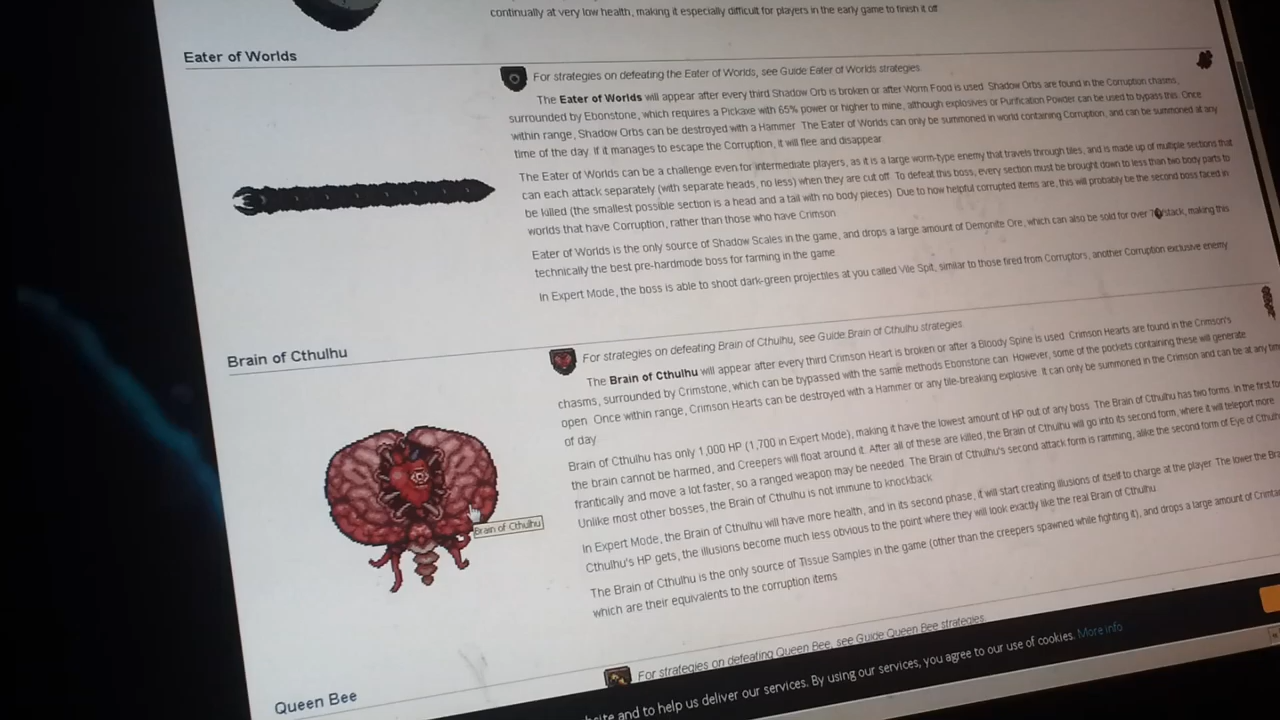 continually at very low health, making it especially difficult for players in the early game to finish it off
Eater of Worlds
For strategies on defeating the Eater of Worlds, see Guide Eater of Worlds strategies.
The Eater of Worlds will appear after every third Shadow Orb is broken or after Worm Food is used. Shadow Orbs are found in the Corruption chasms,
surrounded by Ebonstone, which requires a Pickaxe with 65% power or higher to mine, although explosives or Purification Powder can be used to bypass this. Once
within range, Shadow Orbs can be destroyed with a Hammer. The Eater of Worlds can only be summoned in world containing Corruption, and can be summoned at any
time of the day. If it manages to escape the Corruption, it will flee and disappear.
The Eater of Worlds can be a challenge even for intermediate players, as it is a large worm-type enemy that travels through tiles, and is made up of multiple sections that
can each attack separately (with separate heads, no less) when they are cut off. To defeat this boss, every section must be brought down to less than two body parts to
be killed (the smallest possible section is a head and a tail with no body pieces). Due to how helpful corrupted items are, this will probably be the second boss faced in
worlds that have Corruption, rather than those who have Crimson.
Eater of Worlds is the only source of Shadow Scales in the game, and drops a large amount of Demonite Ore, which can also be sold for over /stack, making this
technically the best pre-hardmode boss for farming in the game.
In Expert Mode, the boss is able to shoot dark-green projectiles at you called Vile Spit, similar to those fired from Corruptors, another Corruption exclusive enemy.
Brain of Cthulhu
For strategies on defeating Brain of Cthulhu, see Guide Brain of Cthulhu strategies.
The Brain of Cthulhu will appear after every third Crimson Heart is broken or after a Bloody Spine is used. Crimson Hearts are found in the Crimson's
chasms, surrounded by Crimstone, which can be bypassed with the same methods Ebonstone can. However, some of the pockets containing these will generate
open. Once within range, Crimson Hearts can be destroyed with a Hammer or any tile-breaking explosive. It can only be summoned in the Crimson and can be at any time
of day.
Brain of Cthulhu has only 1,000 HP (1,700 in Expert Mode), making it have the lowest amount of HP out of any boss. The Brain of Cthulhu has two forms. In the first
the brain cannot be harmed, and Creepers will float around it. After all of these are killed, the Brain of Cthulhu will go into its second form, where it will teleport more
frantically and move a lot faster, so a ranged weapon may be needed. The Brain of Cthulhu's second attack form is ramming, alike the second form of Eye of
Unlike most other bosses, the Brain of Cthulhu is not immune to knockback.
In Expert Mode, the Brain of Cthulhu will have more health, and in its second phase, it will start creating illusions of itself to charge at the player. The lower the
Cthulhu's HP gets, the illusions become much less obvious to the point where they will look exactly like the real Brain of Cthulhu.
Brain of Cthulhu
The Brain of Cthulhu is the only source of Tissue Samples in the game (other than the creepers spawned while fighting it), and drops a large amount of
which are their equivalents to the corruption items.
For strategies on defeating Queen Bee, see Guide Queen Bee strategies.
Queen Bee
and to help us deliver our services. By using our services, you agree to our use of cookies. More info